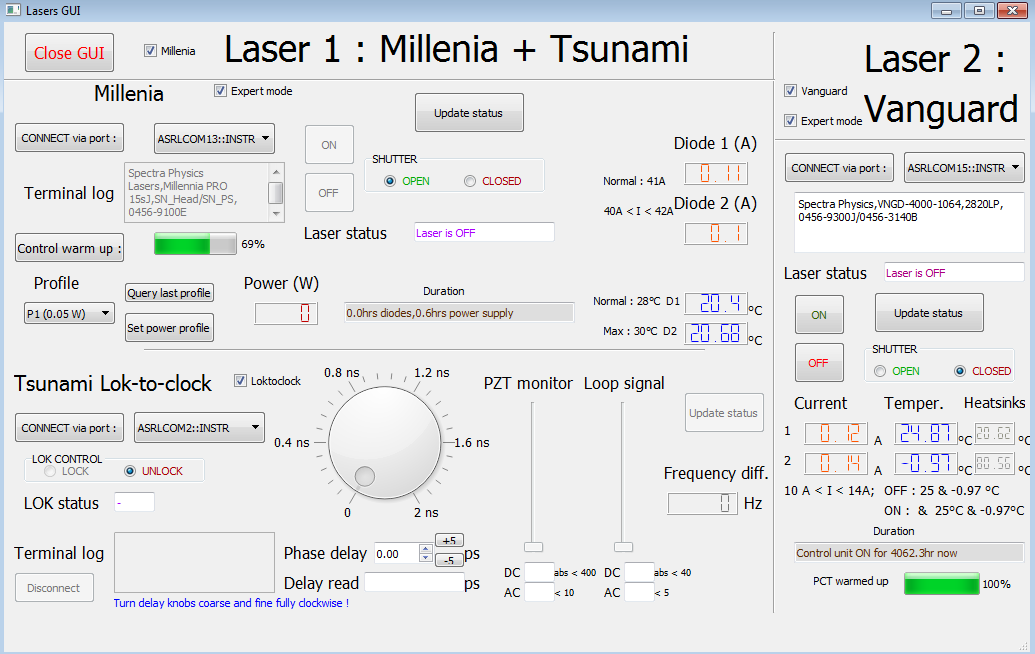 Lasers GUI
Close GUI
Millenia
Laser 1 : Millenia + Tsunami
Millenia
Expert mode
Update status
CONNECT via port :
ASRLCOM13::INSTR
ON
OFF
SHUTTER
OPEN
CLOSED
Diode 1 (A)
Normal : 41A
0.11
40A < I < 42A
Diode 2 (A)
0.1
Terminal log
Spectra Physics
Lasers,Millennia PRO
15sJ,SN_Head/SN_PS,
0456-9100E
Laser status
Laser is OFF
Control warm up :
69%
Profile
P1 (0.05 W)
Query last profile
Set power profile
Power (W)
0
Duration
0.0hrs diodes,0.6hrs power supply
Normal : 28°C D1
20.4
°C
Max : 30°C D2
20.68
°C
Tsunami Lok-to-clock
Loktoclock
CONNECT via port :
ASRLCOM2::INSTR
LOK CONTROL
LOCK
UNLOCK
LOK status
-
0.8 ns
1.2 ns
0.4 ns
1.6 ns
0
2 ns
PZT monitor
Loop signal
Update status
Frequency diff.
0
Hz
Terminal log
Disconnect
Turn delay knobs coarse and fine fully clockwise !
Phase delay
0.00
+5
-5
ps
Delay read
ps
DC
abs < 400
AC
< 10
DC
abs < 40
AC
< 5
Laser 2 :
Vanguard
Vanguard
Expert mode
CONNECT via port :
ASRLCOM15::INSTR
Spectra Physics,VNGD-4000-1064,2820LP,
0456-9300J/0456-3140B
Laser status
Laser is OFF
ON
OFF
Update status
SHUTTER
OPEN
CLOSED
Current
Temper.
Heatsinks
1
0.12
A
24.87
°C
20.62
°C
2
0.14
A
-0.97
°C
00.56
°C
10 A < I < 14A;
OFF : 25 & -0.97 °C
ON : & 25°C & -0.97°C
Duration
Control unit ON for 4062.3hr now
PCT warmed up
100%